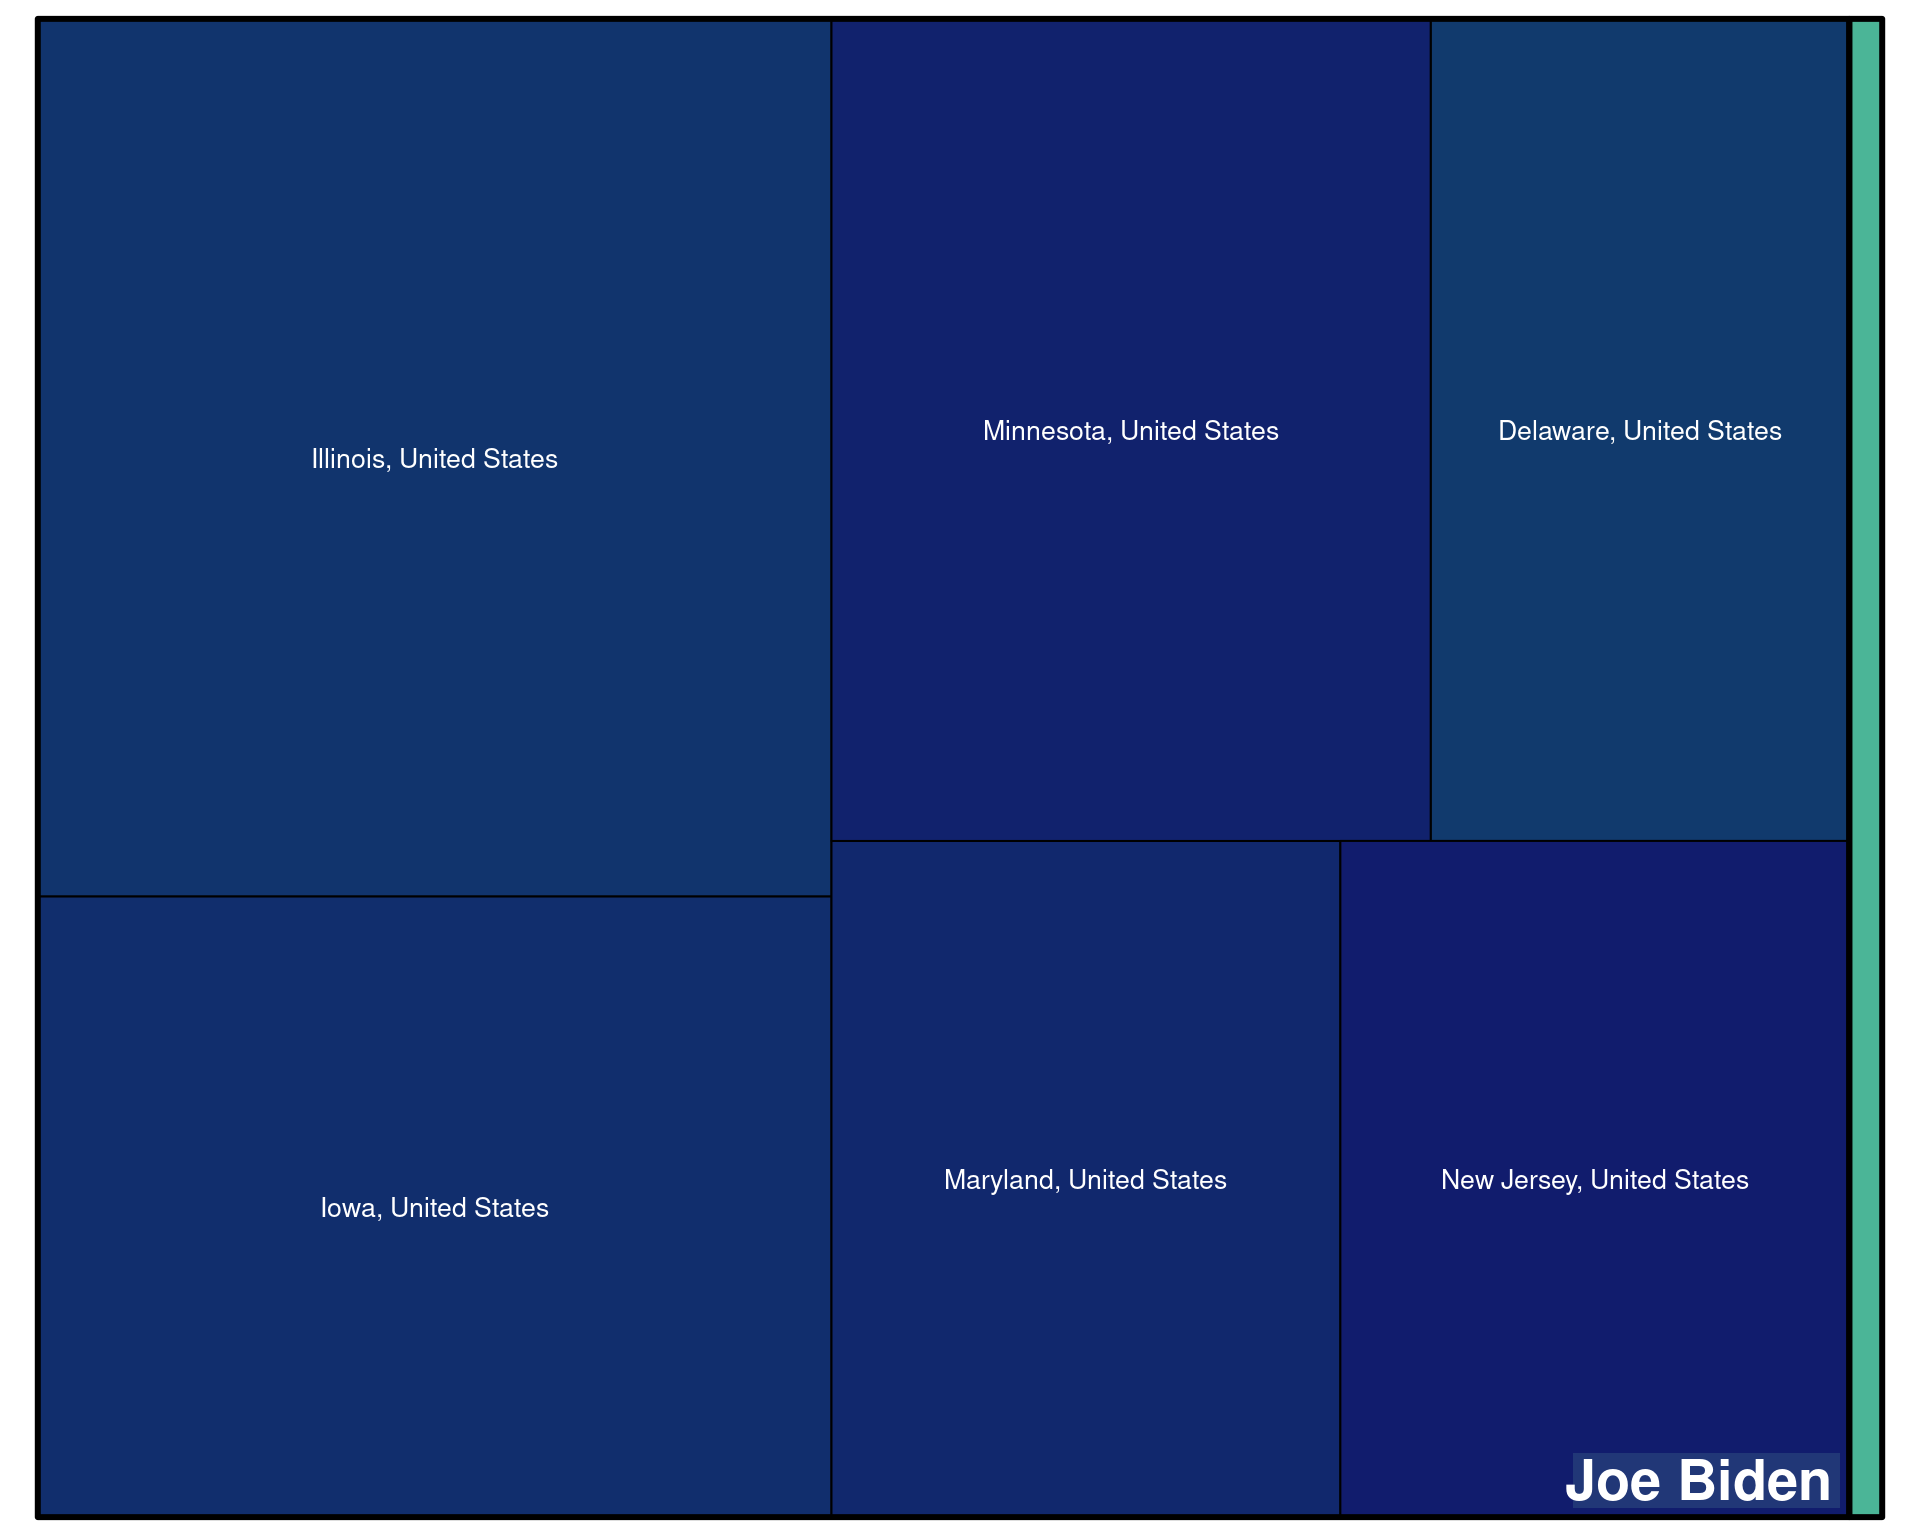 Illinois, United States
Minnesota, United States
Delaware, United States
Iowa, United States
Maryland, United States
New Jersey, United States
Joe Biden